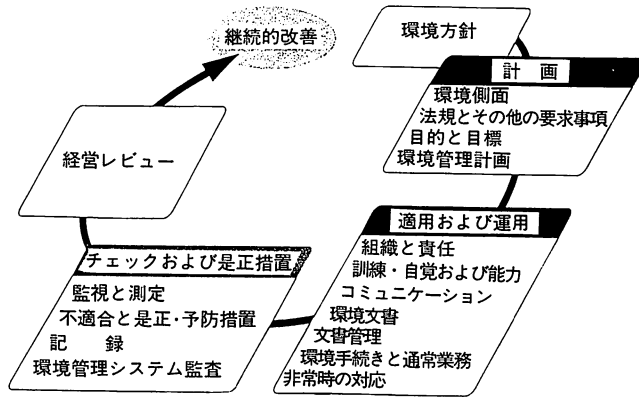 継続的改善
環境方針
計　画
環境側面
法規とその他の要求事項
目的と目標
環境管理計画
経営レビュー
適用および運用
組織と責任
訓練・自覚および能力
コミュニケーション
環境文書
文書管理
環境手続きと通常業務
非常時の対応
チェックおよび是正措置
監視と測定
不適合と是正・予防措置
記　　録
環境管理システム監査